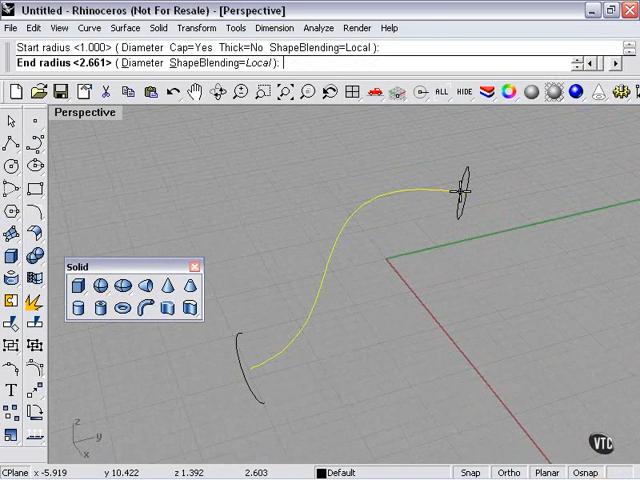 Untitled - Rhinoceros (Not For Resale) - [Perspective]
File Edit View Curve Surface Solid Transform Tools Dimension Analyze Render Help
Start radius <1.000> ( Diameter Cap=Yes Thick=No ShapeBlending=Local ):
End radius <2.661> ( Diameter ShapeBlending=Local ):
ALL HIDE
Perspective
Solid
T
z
y
x
VTC
CPlane x -5.919 y 10.422 z 1.392 2.603 Default Snap Ortho Planar Osnap